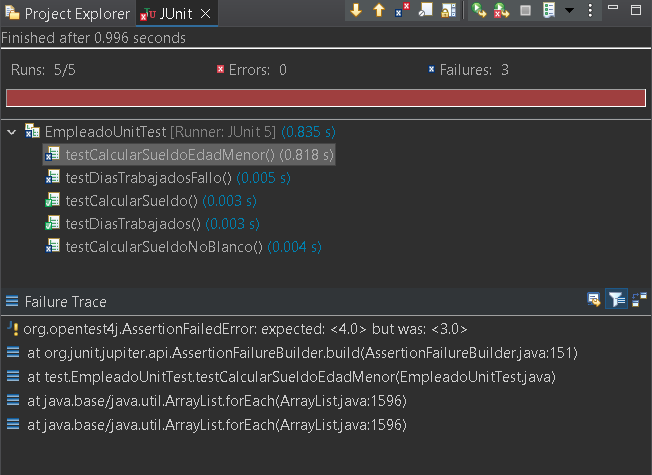 Project Explorer JUnit
Finished after 0.996 seconds
Runs: 5/5 Errors: 0 Failures: 3
EmpleadoUnitTest [Runner: JUnit 5] (0.835 s)
testCalcularSueldoEdadMenor() (0.818 s)
testDiasTrabajadosFallo() (0.005 s)
testCalcularSueldo() (0.003 s)
testDiasTrabajados() (0.003 s)
testCalcularSueldoNoBlanco() (0.004 s)
Failure Trace
org.opentest4j.AssertionFailedError: expected: <4.0> but was: <3.0>
at org.junit.jupiter.api.AssertionFailureBuilder.build(AssertionFailureBuilder.java:151)
at test.EmpleadoUnitTest.testCalcularSueldoEdadMenor(EmpleadoUnitTest.java)
at java.base/java.util.ArrayList.forEach(ArrayList.java:1596)
at java.base/java.util.ArrayList.forEach(ArrayList.java:1596)